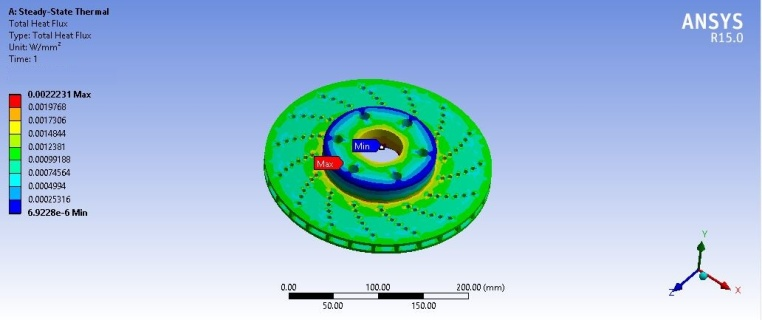 A: Steady-State Thermal
Total Heat Flux
Type: Total Heat Flux
Unit: W/mm²
Time: 1
0.0022231 Max
0.0019768
0.0017306
0.0014844
0.0012381
0.00099188
0.00074564
0.0004994
0.00025316
6.9228e-6 Min
ANSYS
R15.0
Min
Max
0.00 100.00 200.00 (mm)
50.00 150.00
Y
Z X